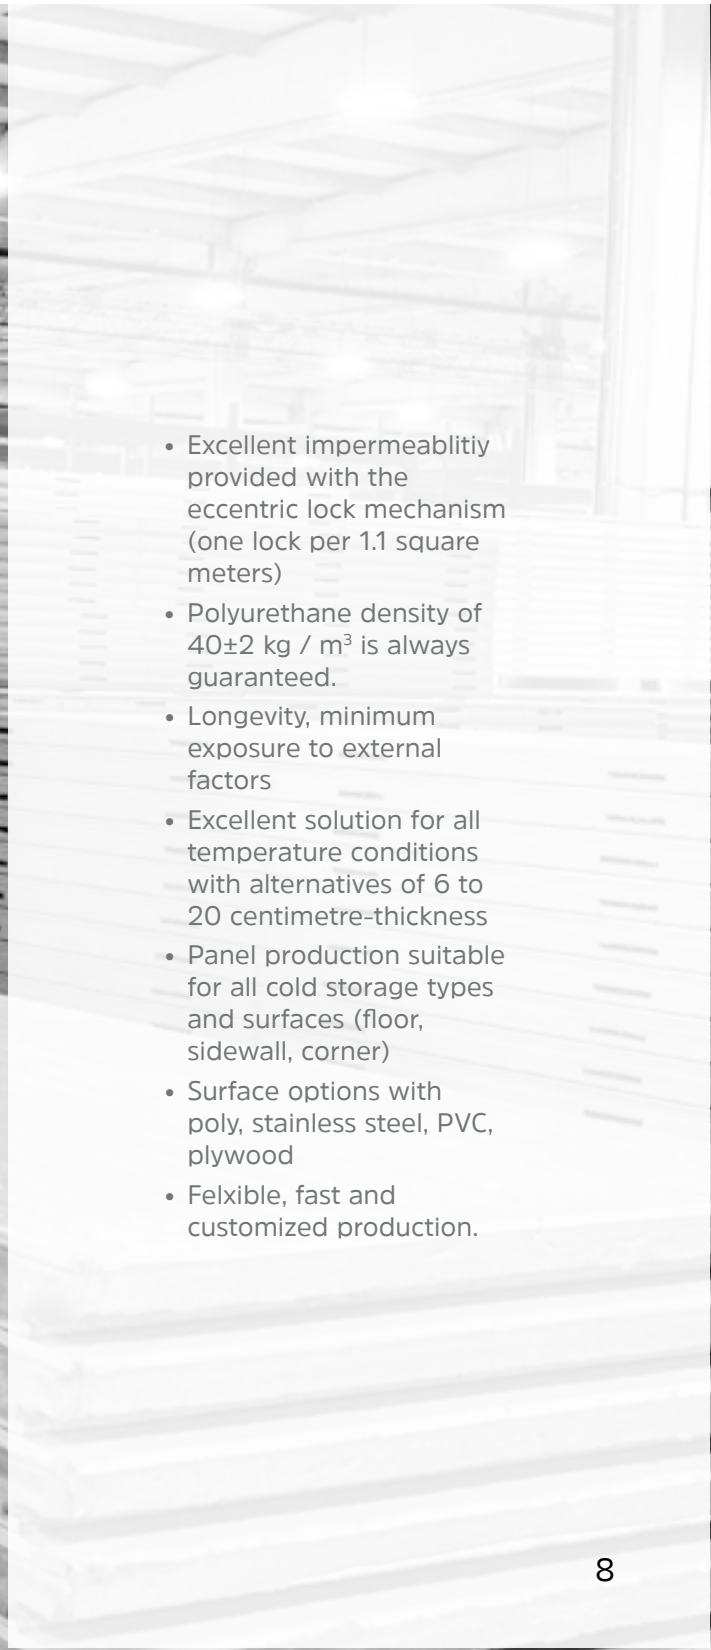 • Excellent impermeablitiy
provided with the
eccentric lock mechanism
(one lock per 1.1 square
meters)
• Polyurethane density of
40±2 kg / m³ is always
guaranteed.
• Longevity, minimum
exposure to external
factors
• Excellent solution for all
temperature conditions
with alternatives of 6 to
20 centimetre-thickness
• Panel production suitable
for all cold storage types
and surfaces (floor,
sidewall, corner)
• Surface options with
poly, stainless steel, PVC,
plywood
• Felxible, fast and
customized production.
8